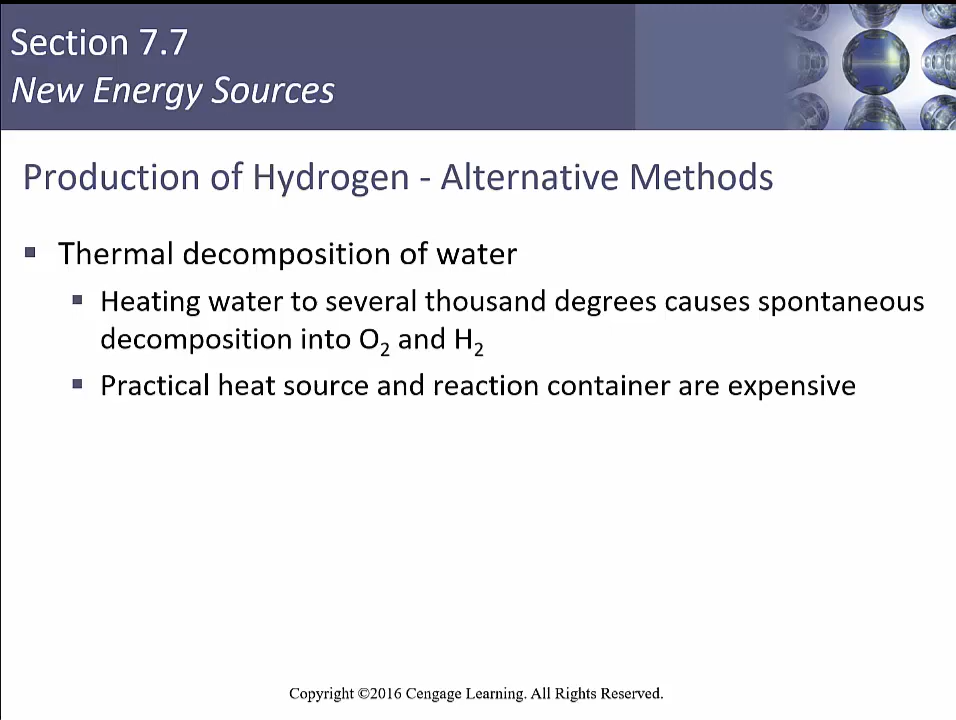 Section 7.7
New Energy Sources
Production of Hydrogen - Alternative Methods
▪ Thermal decomposition of water
▪ Heating water to several thousand degrees causes spontaneous
decomposition into O₂ and H₂
▪ Practical heat source and reaction container are expensive
Copyright ©2016 Cengage Learning. All Rights Reserved.